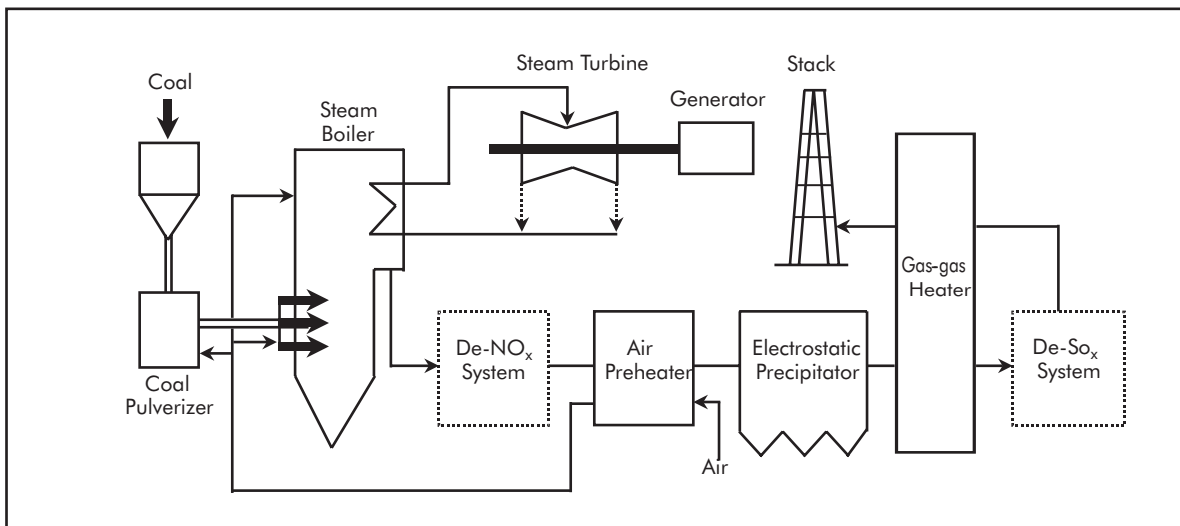 Coal
Steam
Boiler
Steam Turbine
Generator
Stack
Coal
Pulverizer
De-NOx
System
Air
Preheater
Air
Electrostatic
Precipitator
Gas-gas
Heater
De-Sox
System